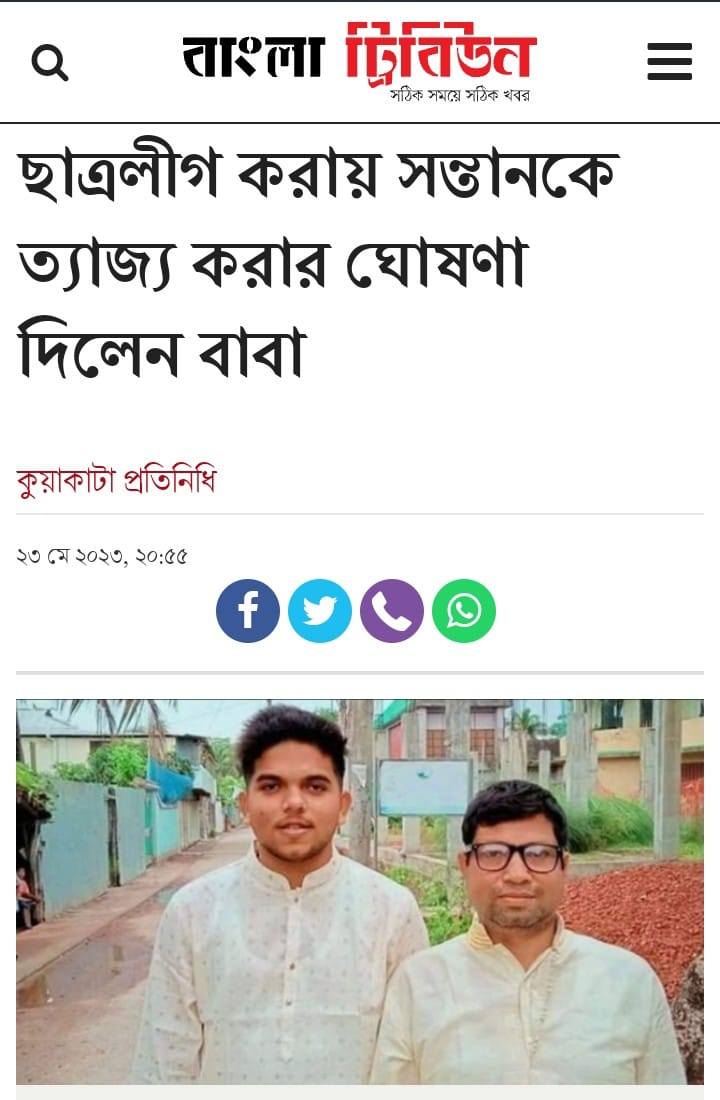 বাংলা ট্রিবিউন
সঠিক সময়ে সঠিক খবর
ছাত্রলীগ করায় সন্তানকে
ত্যাজ্য করার ঘোষণা
দিলেন বাবা
কুয়াকাটা প্রতিনিধি
২৩ মে ২০২৩, ২০:৫৫